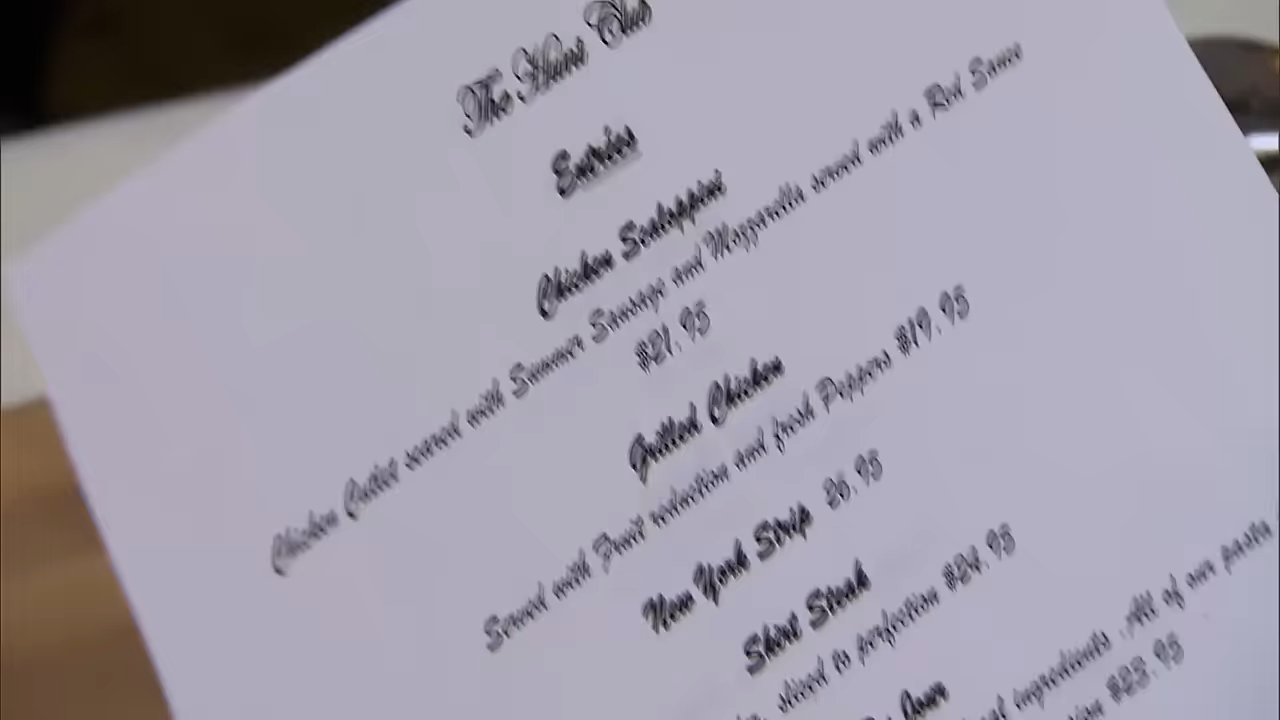 The Hunt Club
Entries
Chicken Scaloppini
Chicken Cutlet seared with Summer Sausage and Mozzarella served with a Red Sauce
$21.95
Grilled Chicken
Served with Fruit reduction and fresh Peppers $19.95
New York Strip 26.95
Skirt Steak
sliced to perfection $24.95
Jour
ingredients .All of our pasta
$23.95